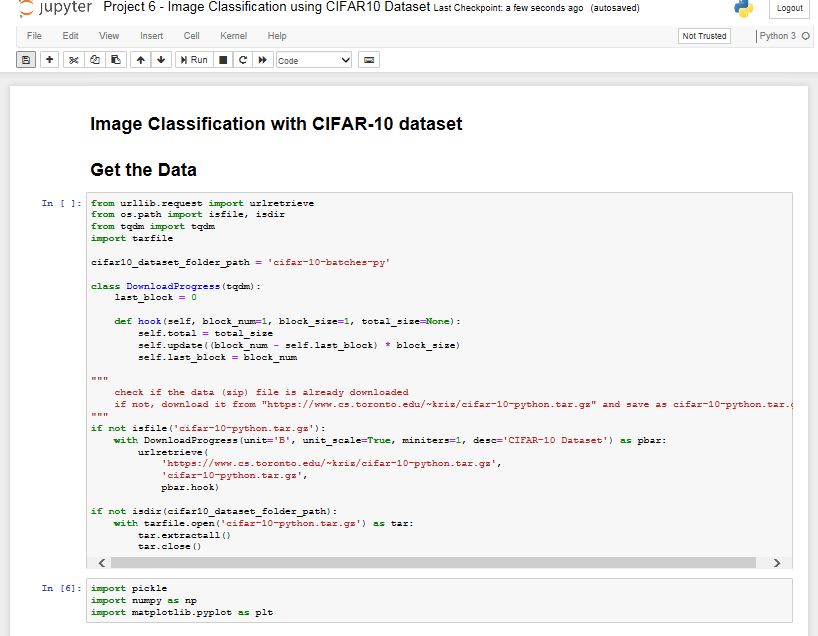 jupyter Project 6 - Image Classification using CIFAR10 Dataset Last Checkpoint: a few seconds ago (autosaved) Logout
File Edit View Insert Cell Kernel Help Not Trusted Python 3
Run Code
Image Classification with CIFAR-10 dataset
Get the Data
In [ ]: from urllib.request import urlretrieve
from os.path import isfile, isdir
from tqdm import tqdm
import tarfile
cifar10_dataset_folder_path = 'cifar-10-batches-py'
class DownloadProgress(tqdm):
last_block = 0
def hook(self, block_num=1, block_size=1, total_size=None):
self.total = total_size
self.update((block_num - self.last_block) * block_size)
self.last_block = block_num
"""
check if the data (zip) file is already downloaded
if not, download it from "https://www.cs.toronto.edu/~kriz/cifar-10-python.tar.gz" and save as cifar-10-python.tar.g
"""
if not isfile('cifar-10-python.tar.gz'):
with DownloadProgress(unit='B', unit_scale=True, miniters=1, desc='CIFAR-10 Dataset') as pbar:
urlretrieve(
'https://www.cs.toronto.edu/~kriz/cifar-10-python.tar.gz',
'cifar-10-python.tar.gz',
pbar.hook)
if not isdir(cifar10_dataset_folder_path):
with tarfile.open('cifar-10-python.tar.gz') as tar:
tar.extractall()
tar.close()
In [6]: import pickle
import numpy as np
import matplotlib.pyplot as plt